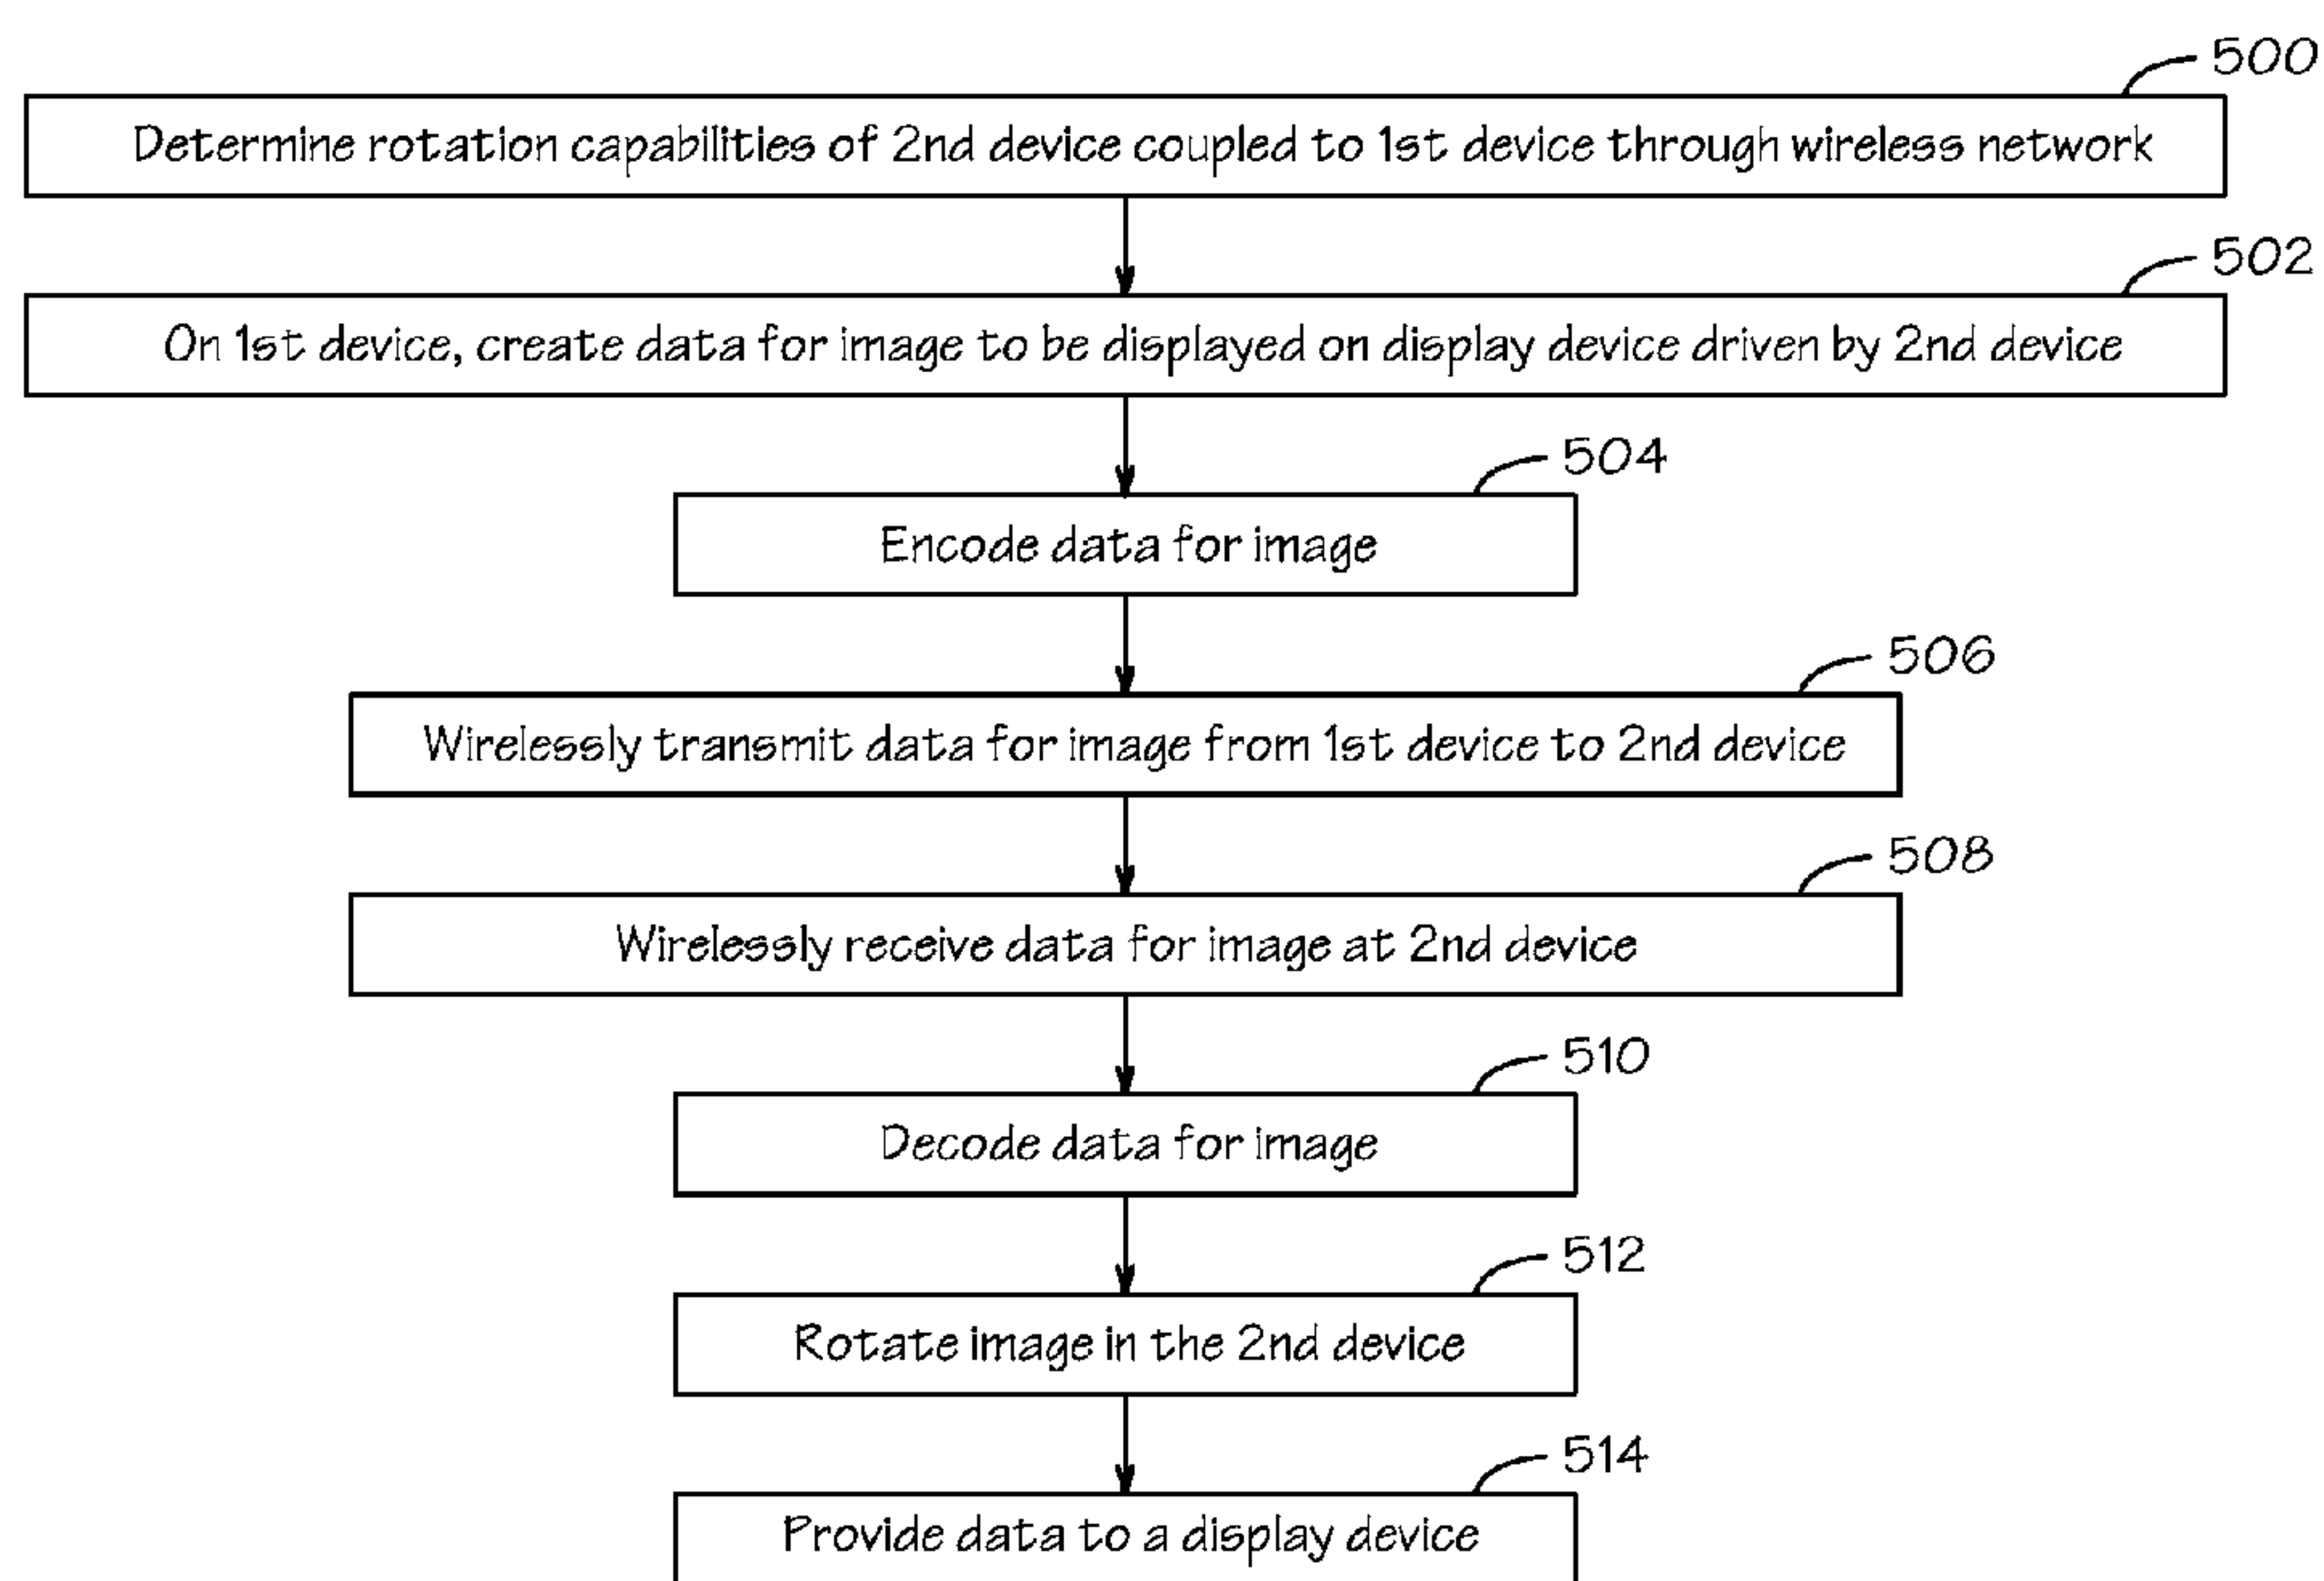 500
Determine rotation capabilities of 2nd device coupled to 1st device through wireless network
502
On 1st device, create data for image to be displayed on display device driven by 2nd device
504
Encode data for image
506
Wirelessly transmit data for image from 1st device to 2nd device
508
Wirelessly receive data for image at 2nd device
510
Decode data for image
512
Rotate image in the 2nd device
514
Provide data to a display device